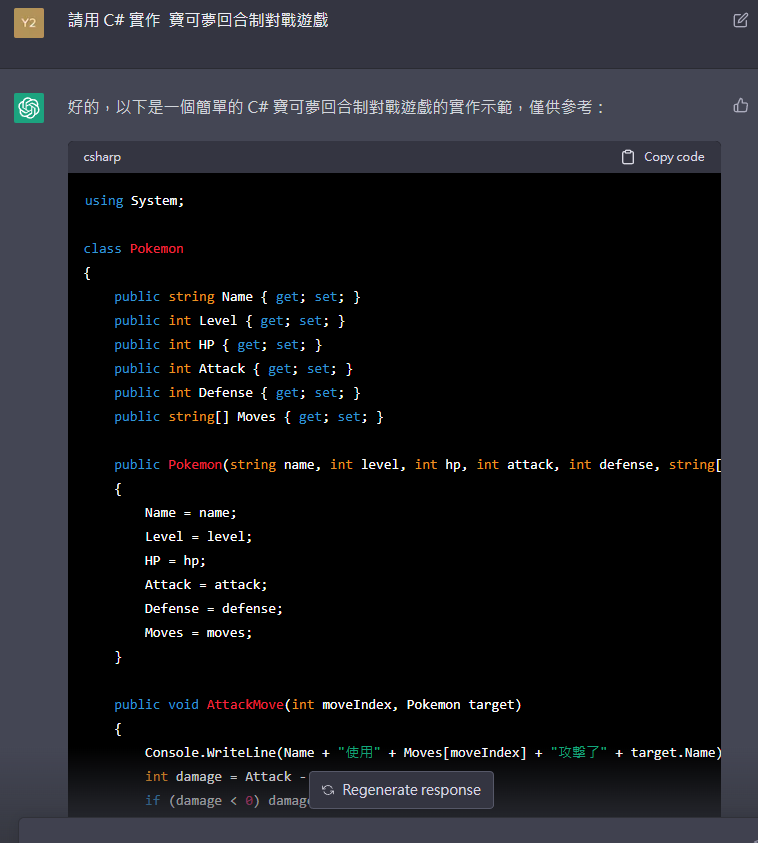 Y2
請用 C# 實作 寶可夢回合制對戰遊戲
好的，以下是一個簡單的 C# 寶可夢回合制對戰遊戲的實作示範，僅供參考：
csharp Copy code
using System;
class Pokemon
{
public string Name { get; set; }
public int Level { get; set; }
public int HP { get; set; }
public int Attack { get; set; }
public int Defense { get; set; }
public string[] Moves { get; set; }
public Pokemon(string name, int level, int hp, int attack, int defense, string[
{
Name = name;
Level = level;
HP = hp;
Attack = attack;
Defense = defense;
Moves = moves;
}
public void AttackMove(int moveIndex, Pokemon target)
{
Console.WriteLine(Name + "使用" + Moves[moveIndex] + "攻擊了" + target.Name)
int damage = Attack -
if (damage < 0) damag
Regenerate response